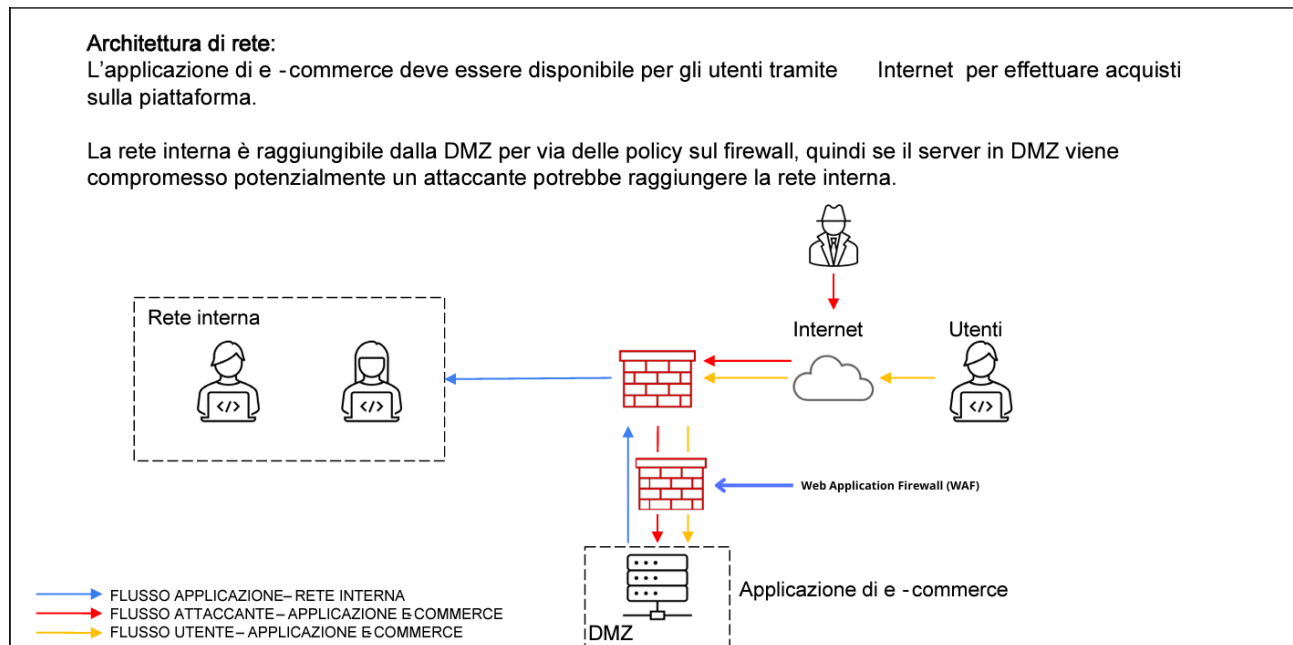 Architettura di rete:
L'applicazione di e - commerce deve essere disponibile per gli utenti tramite Internet per effettuare acquisti
sulla piattaforma.
La rete interna è raggiungibile dalla DMZ per via delle policy sul firewall, quindi se il server in DMZ viene
compromesso potenzialmente un attaccante potrebbe raggiungere la rete interna.
Rete interna
Internet
Utenti
</>
</>
</>
Web Application Firewall (WAF)
Applicazione di e - commerce
DMZ
FLUSSO APPLICAZIONE– RETE INTERNA
FLUSSO ATTACCANTE – APPLICAZIONE E-COMMERCE
FLUSSO UTENTE – APPLICAZIONE E-COMMERCE